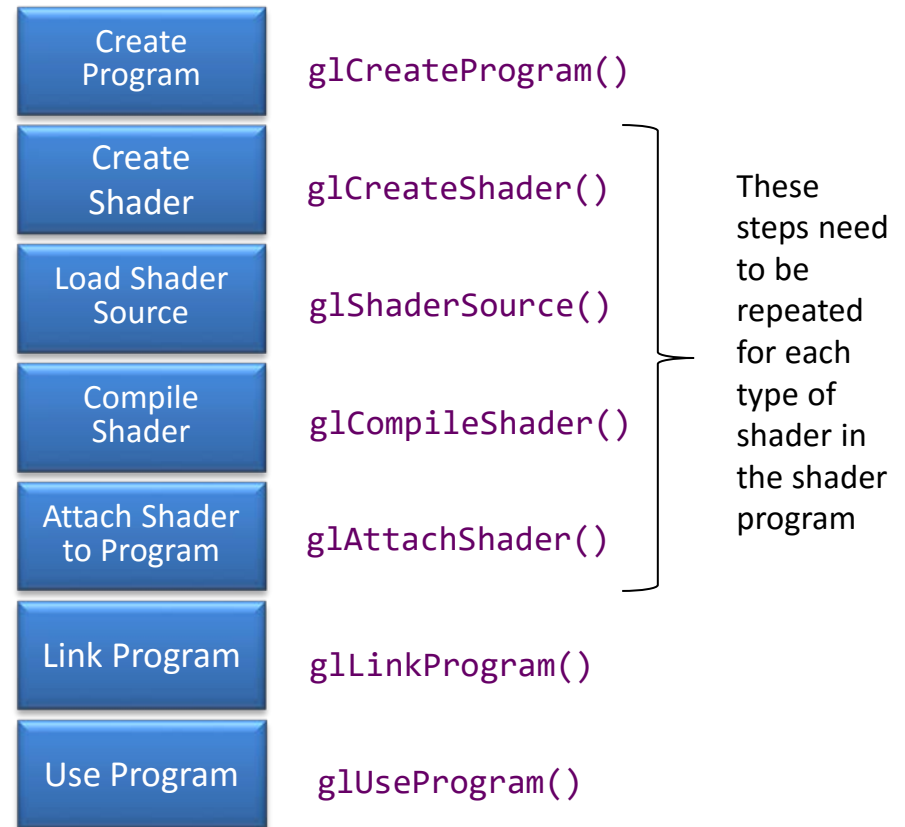 Create
Program
glCreateProgram()
Create
Shader
glCreateShader()
Load Shader
Source
glShaderSource()
Compile
Shader
glCompileShader()
Attach Shader
to Program
glAttachShader()
These
steps need
to be
repeated
for each
type of
shader in
the shader
program
Link Program
glLinkProgram()
Use Program
glUseProgram()